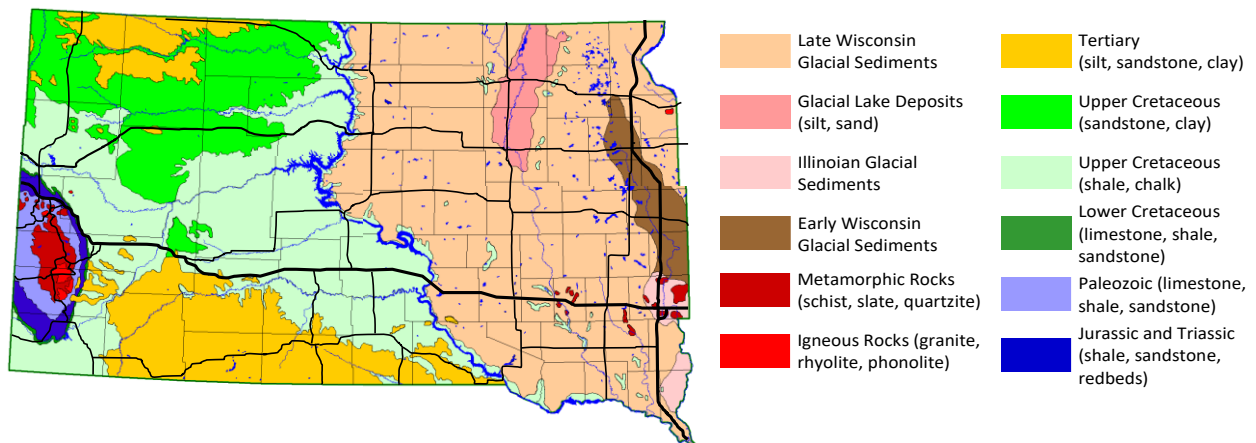 Late Wisconsin
Glacial Sediments
Glacial Lake Deposits
(silt, sand)
Illinoian Glacial
Sediments
Early Wisconsin
Glacial Sediments
Metamorphic Rocks
(schist, slate, quartzite)
Igneous Rocks (granite,
rhyolite, phonolite)
Tertiary
(silt, sandstone, clay)
Upper Cretaceous
(sandstone, clay)
Upper Cretaceous
(shale, chalk)
Lower Cretaceous
(limestone, shale,
sandstone)
Paleozoic (limestone,
shale, sandstone)
Jurassic and Triassic
(shale, sandstone,
redbeds)